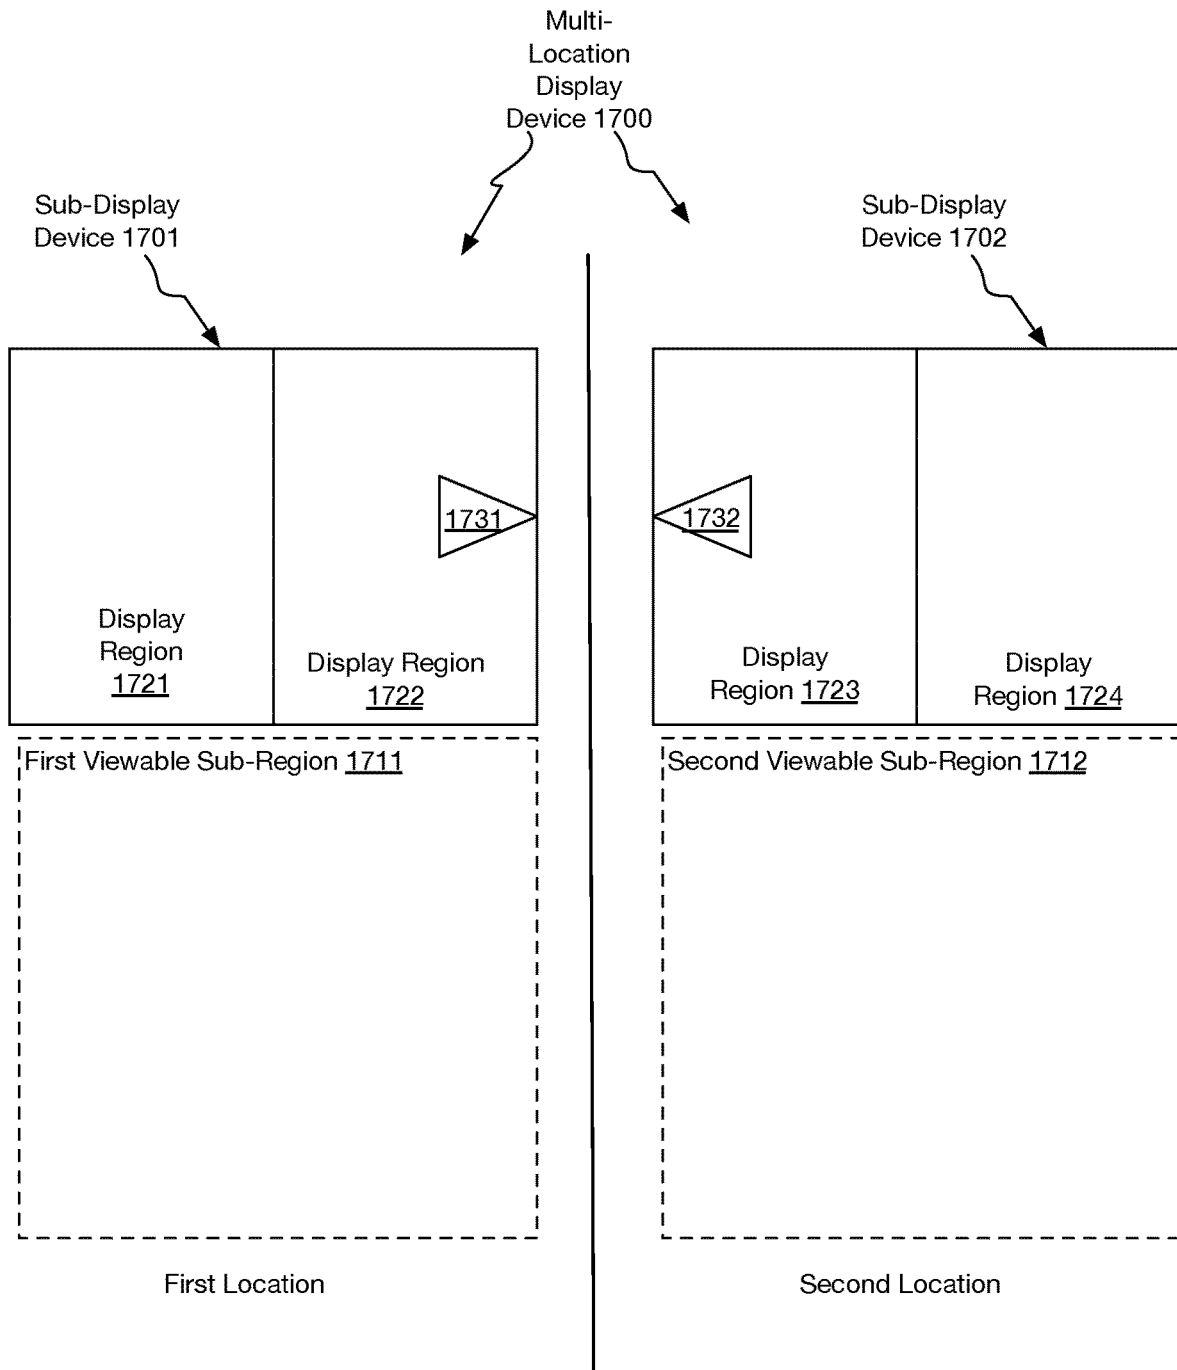 Multi-
Location
Display
Device 1700
Sub-Display
Device 1701
Sub-Display
Device 1702
1731
1732
Display
Region
1721
Display Region
1722
Display
Region 1723
Display
Region 1724
First Viewable Sub-Region 1711
Second Viewable Sub-Region 1712
First Location
Second Location